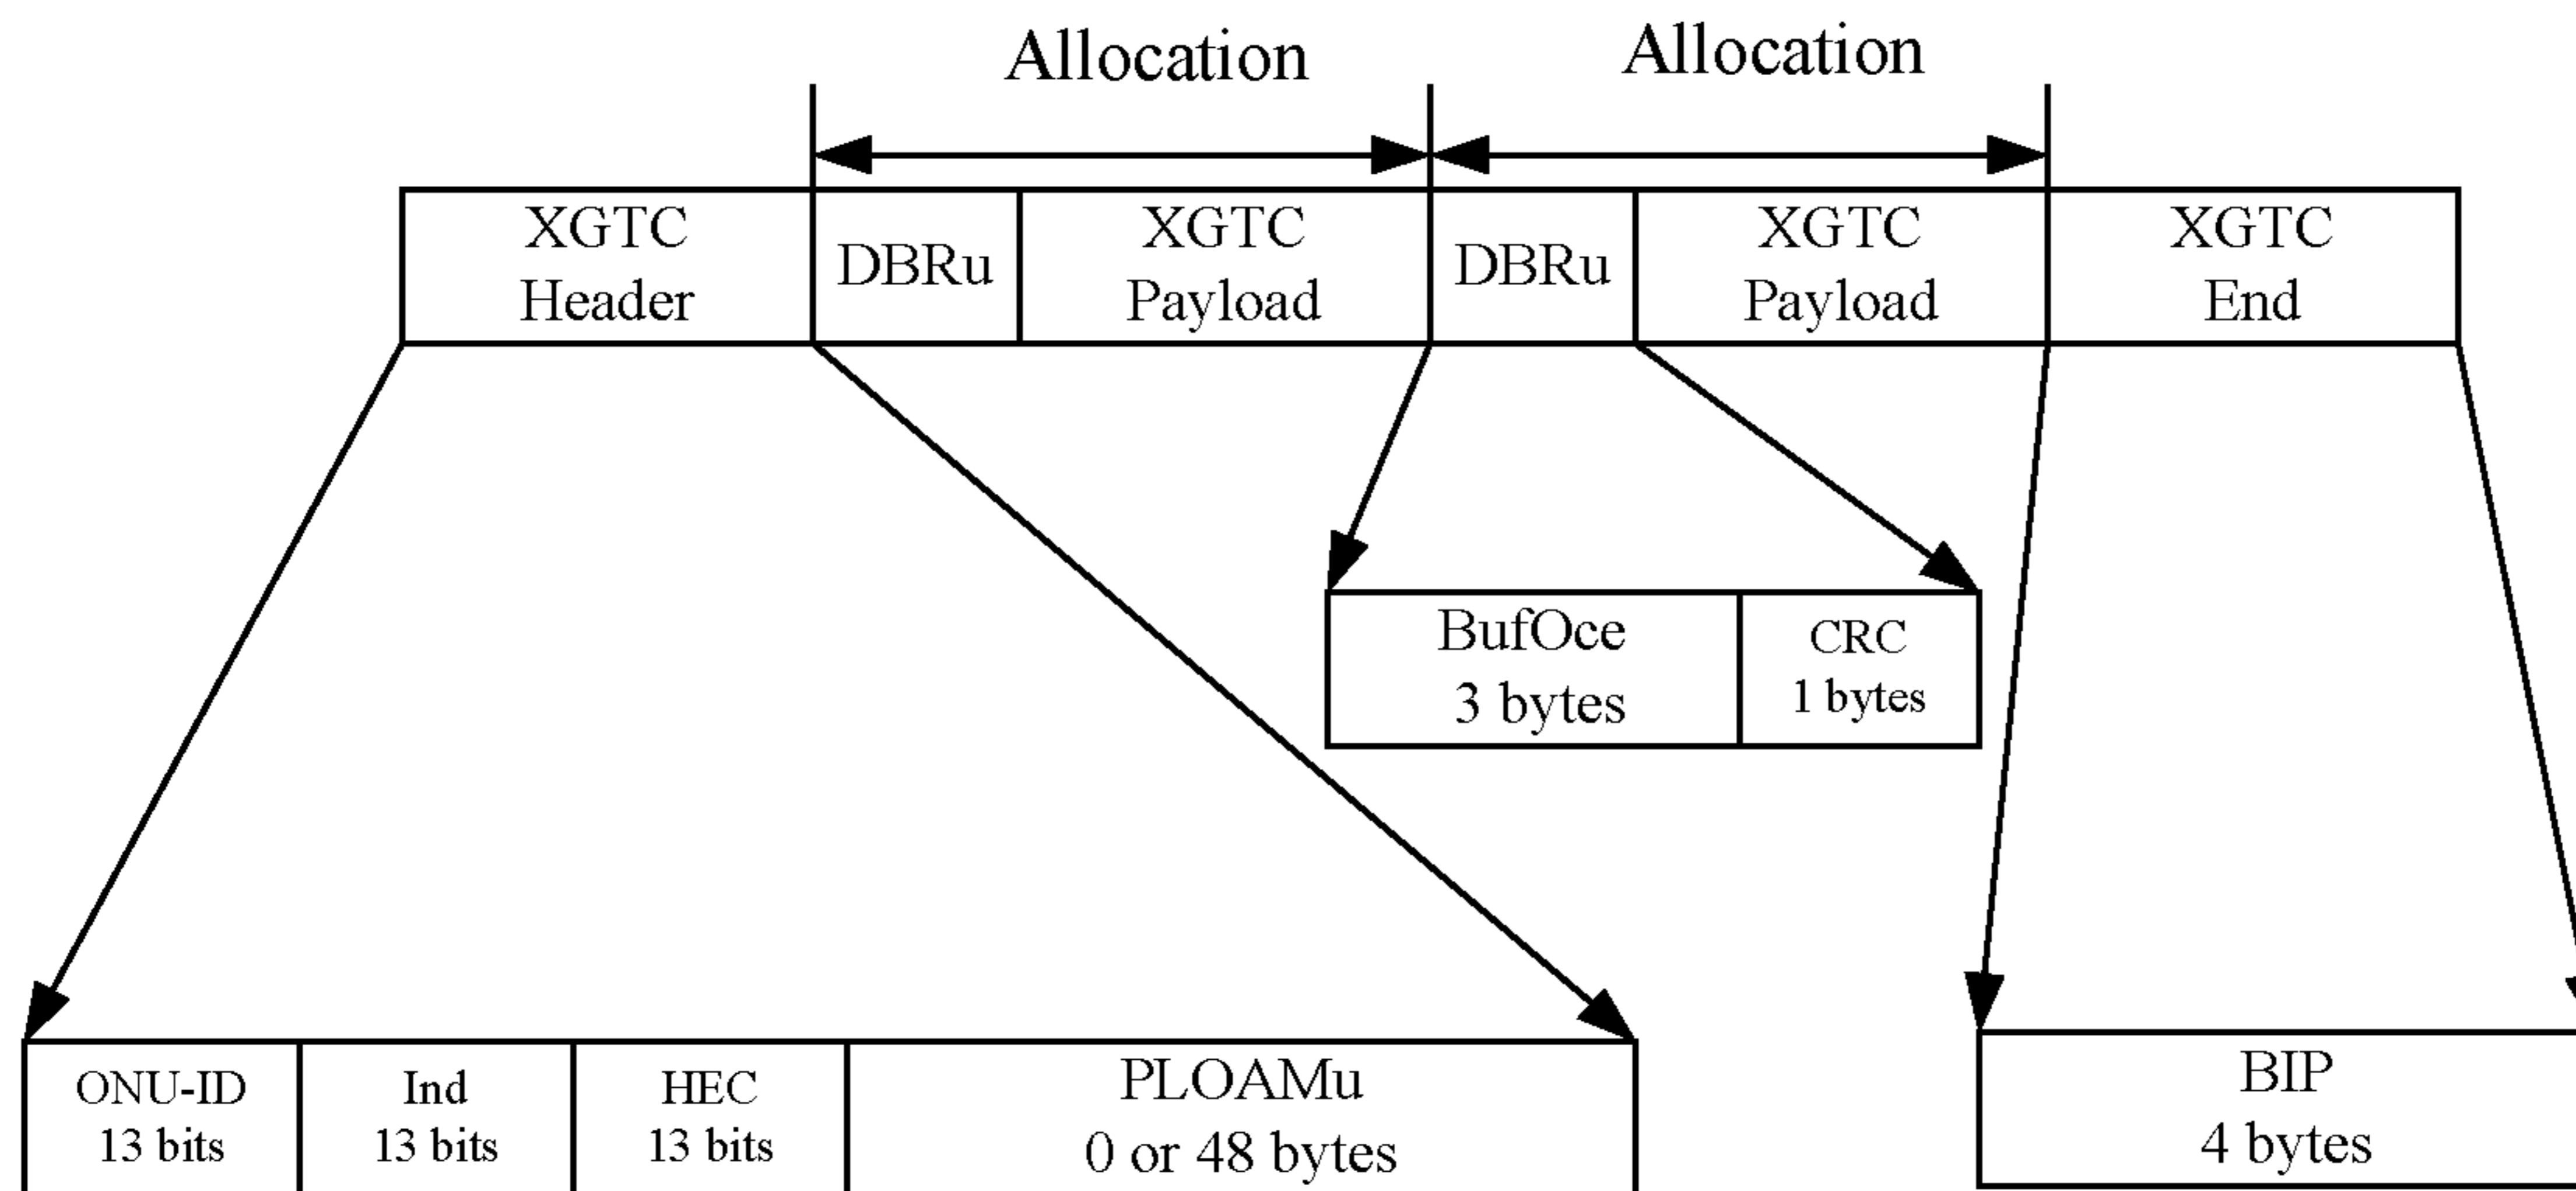 Allocation
Allocation
XGTC
Header
DBRu
XGTC
Payload
DBRu
XGTC
Payload
XGTC
End
BufOce
3 bytes
CRC
1 bytes
ONU-ID
13 bits
Ind
13 bits
HEC
13 bits
PLOAMu
0 or 48 bytes
BIP
4 bytes